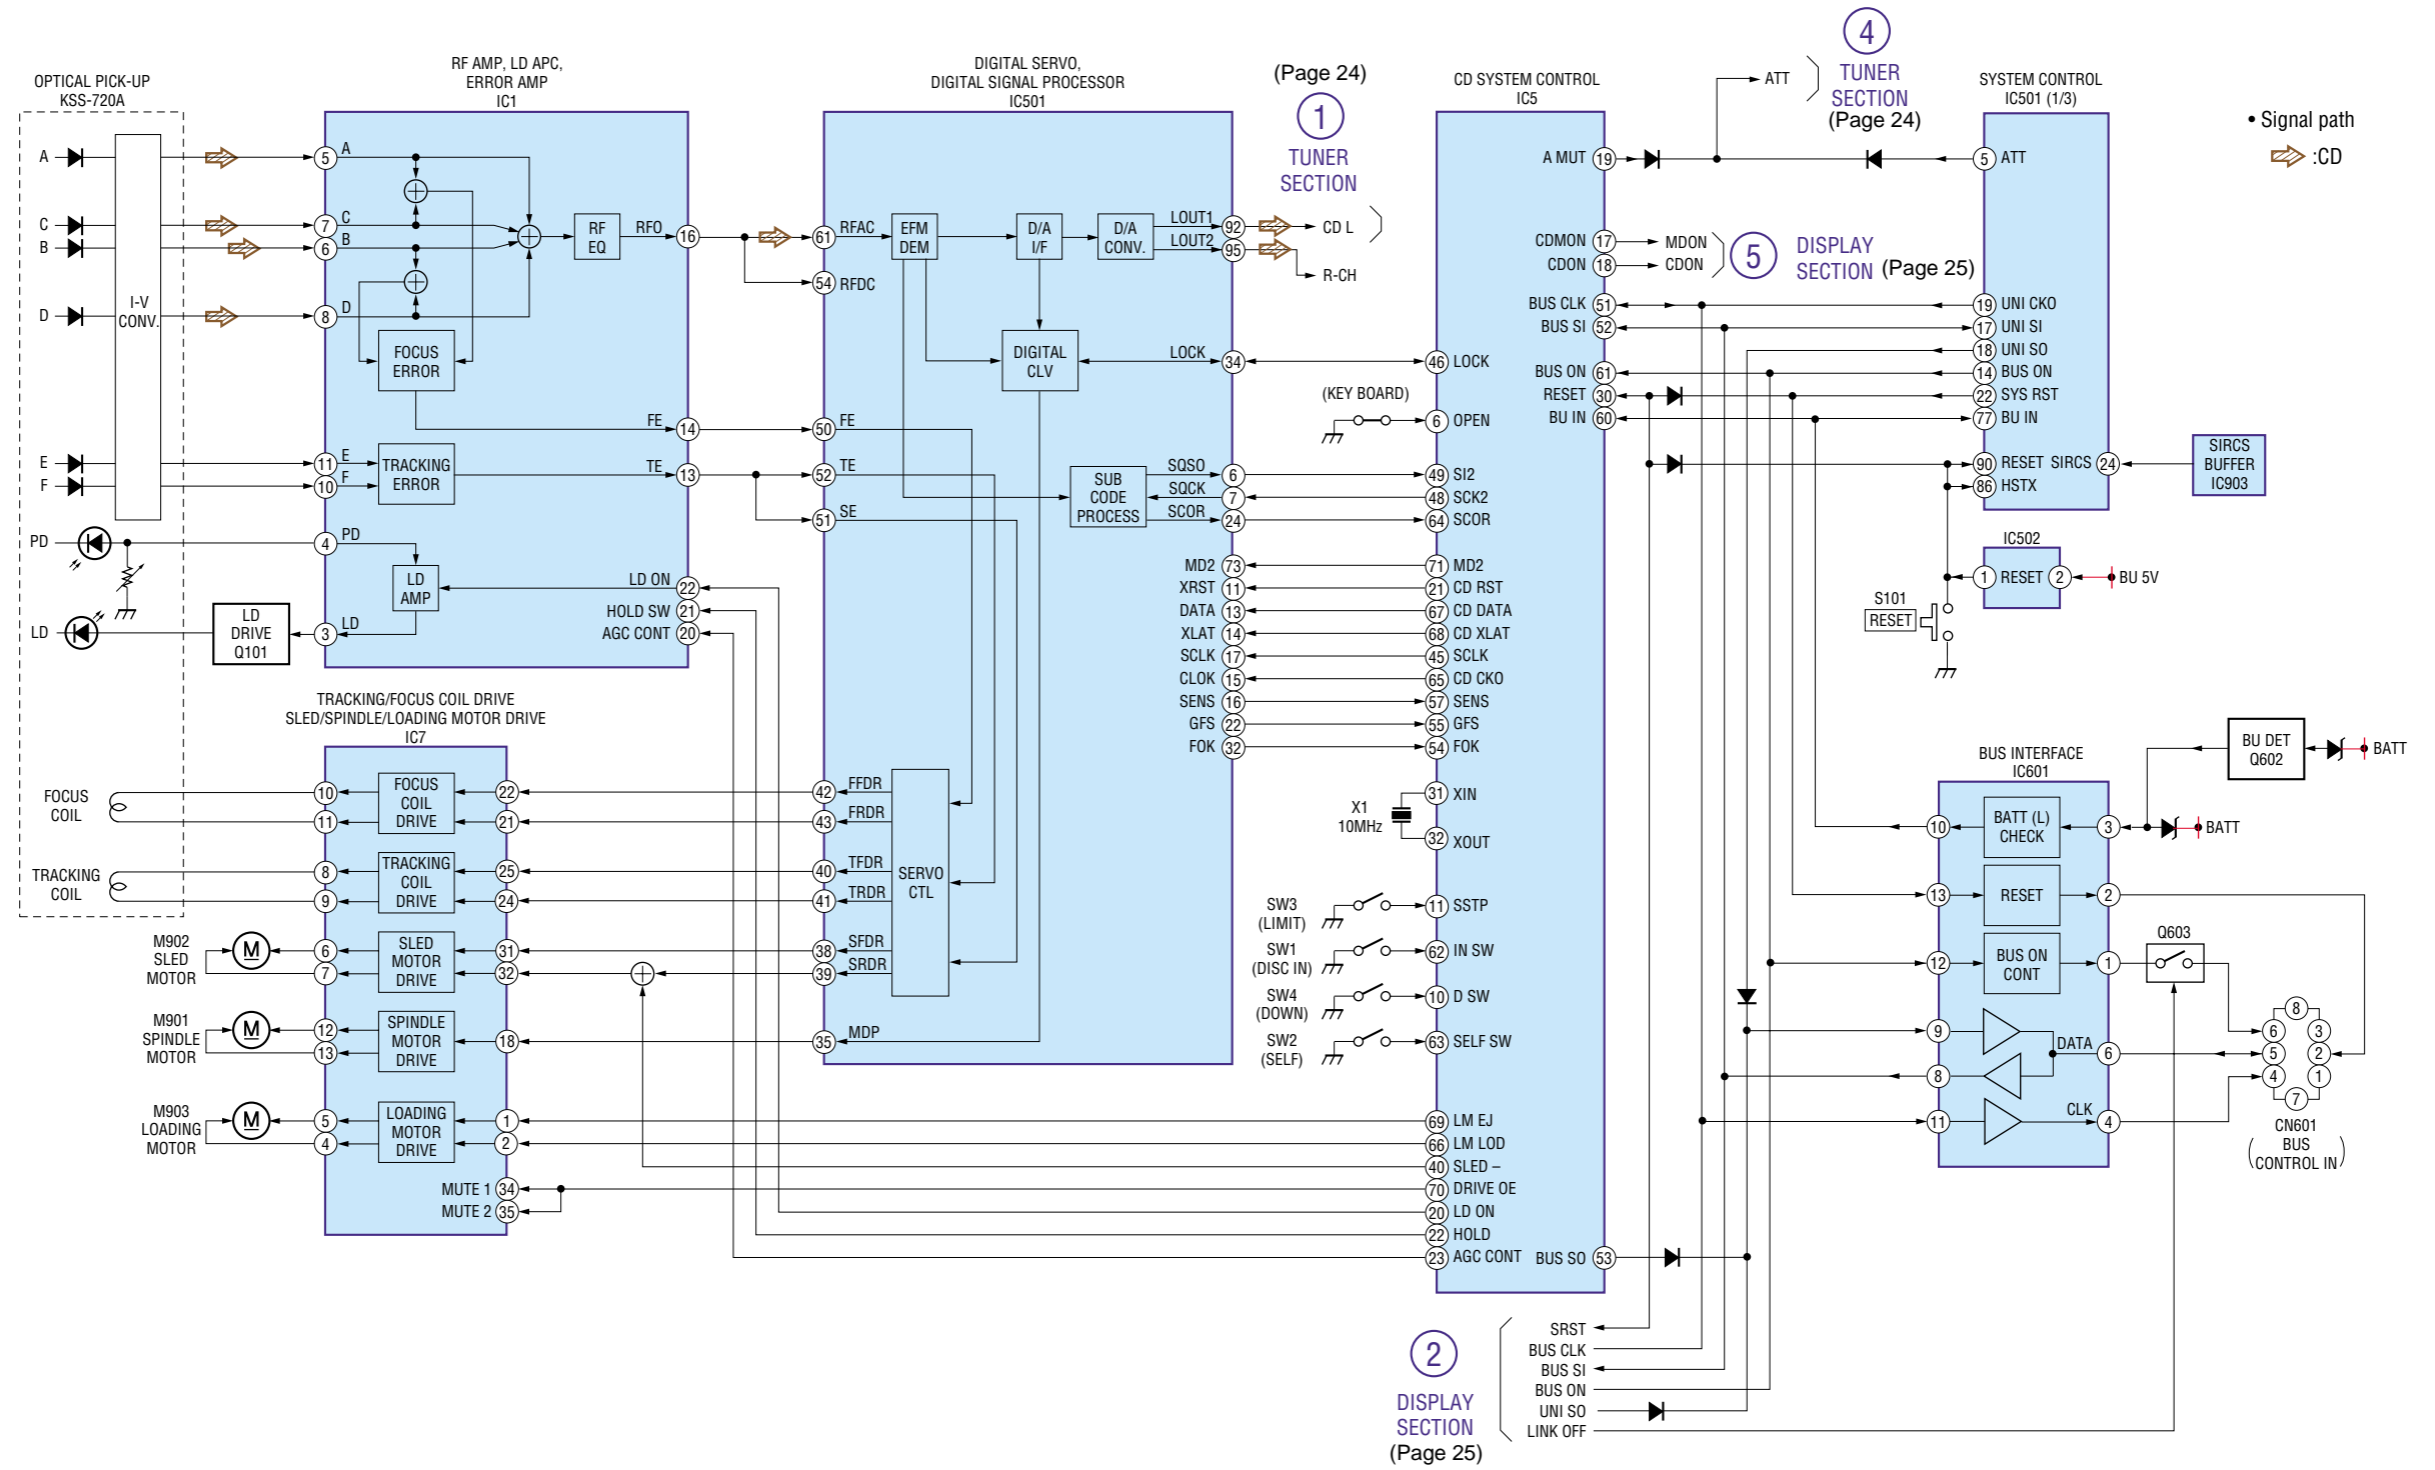 OPTICAL PICK-UP
KSS-720A
A
C
B
D
E
F
PD
LD
I-V
CONV.
LD
DRIVE
Q101
FOCUS
COIL
TRACKING
COIL
M902
SLED
MOTOR
M901
SPINDLE
MOTOR
M903
LOADING
MOTOR
M
M
M
RF AMP, LD APC,
ERROR AMP
IC1
5 A
7 C
6 B
8 D
11 E
10 F
4 PD
3 LD
RF
EQ
RFO 16
FOCUS
ERROR
FE 14
TRACKING
ERROR
TE 13
LD
AMP
LD ON 22
HOLD SW 21
AGC CONT 20
TRACKING/FOCUS COIL DRIVE
SLED/SPINDLE/LOADING MOTOR DRIVE
IC7
10
11
FOCUS
COIL
DRIVE
22
21
8
9
TRACKING
COIL
DRIVE
25
24
6
7
SLED
MOTOR
DRIVE
31
32
12
13
SPINDLE
MOTOR
DRIVE
18
5
4
LOADING
MOTOR
DRIVE
1
2
MUTE 1 34
MUTE 2 35
DIGITAL SERVO,
DIGITAL SIGNAL PROCESSOR
IC501
61 RFAC
54 RFDC
EFM
DEM
D/A
I/F
D/A
CONV.
LOUT1 92
LOUT2 95
CD L
R-CH
DIGITAL
CLV
LOCK 34
50 FE
52 TE
51 SE
SUB
CODE
PROCESS
SQSO 6
SQCK 7
SCOR 24
MD2 73
XRST 11
DATA 13
XLAT 14
SCLK 17
CLOK 15
SENS 16
GFS 22
FOK 32
42 FFDR
43 FRDR
40 TFDR
41 TRDR
38 SFDR
39 SRDR
35 MDP
SERVO
CTL
(Page 24)
1
TUNER
SECTION
CD SYSTEM CONTROL
IC5
46 LOCK
(KEY BOARD)
6 OPEN
49 SI2
48 SCK2
64 SCOR
71 MD2
21 CD RST
67 CD DATA
68 CD XLAT
45 SCLK
65 CD CKO
57 SENS
55 GFS
54 FOK
X1
10MHz
31 XIN
32 XOUT
SW3
(LIMIT)
11 SSTP
SW1
(DISC IN)
62 IN SW
SW4
(DOWN)
10 D SW
SW2
(SELF)
63 SELF SW
69 LM EJ
66 LM LOD
40 SLED –
70 DRIVE OE
20 LD ON
22 HOLD
23 AGC CONT
A MUT 19
CDMON 17
CDON 18
BUS CLK 51
BUS SI 52
BUS ON 61
RESET 30
BU IN 60
BUS SO 53
ATT
4
TUNER
SECTION
(Page 24)
MDON
CDON
5
DISPLAY
SECTION (Page 25)
SYSTEM CONTROL
IC501 (1/3)
5 ATT
19 UNI CKO
17 UNI SI
18 UNI SO
14 BUS ON
22 SYS RST
77 BU IN
90 RESET
86 HSTX
SIRCS 24
SIRCS
BUFFER
IC903
IC502
1 RESET 2
BU 5V
S101
RESET
• Signal path
:CD
BU DET
Q602
BATT
BATT
BUS INTERFACE
IC601
10
BATT (L)
CHECK
3
13
RESET
2
12
BUS ON
CONT
1
9
8
DATA 6
11
CLK 4
Q603
8
6
3
5
2
4
1
7
CN601
BUS
CONTROL IN
2
DISPLAY
SECTION
(Page 25)
SRST
BUS CLK
BUS SI
BUS ON
UNI SO
LINK OFF